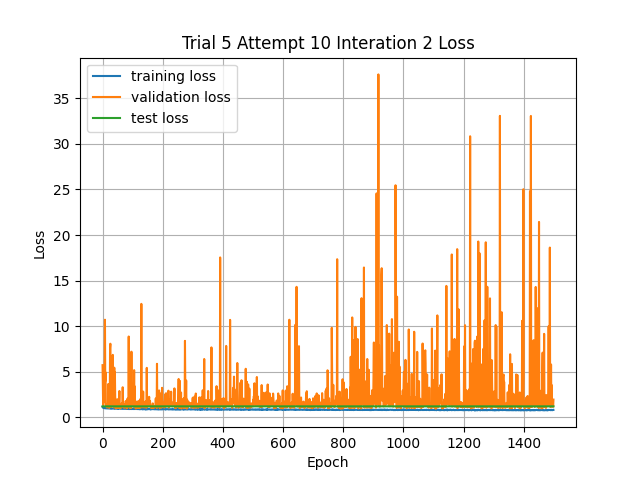 Trial 5 Attempt 10 Interation 2 Loss
training loss
validation loss
test loss
35
30
25
20
15
10
5
0
Loss
0 200 400 600 800 1000 1200 1400
Epoch